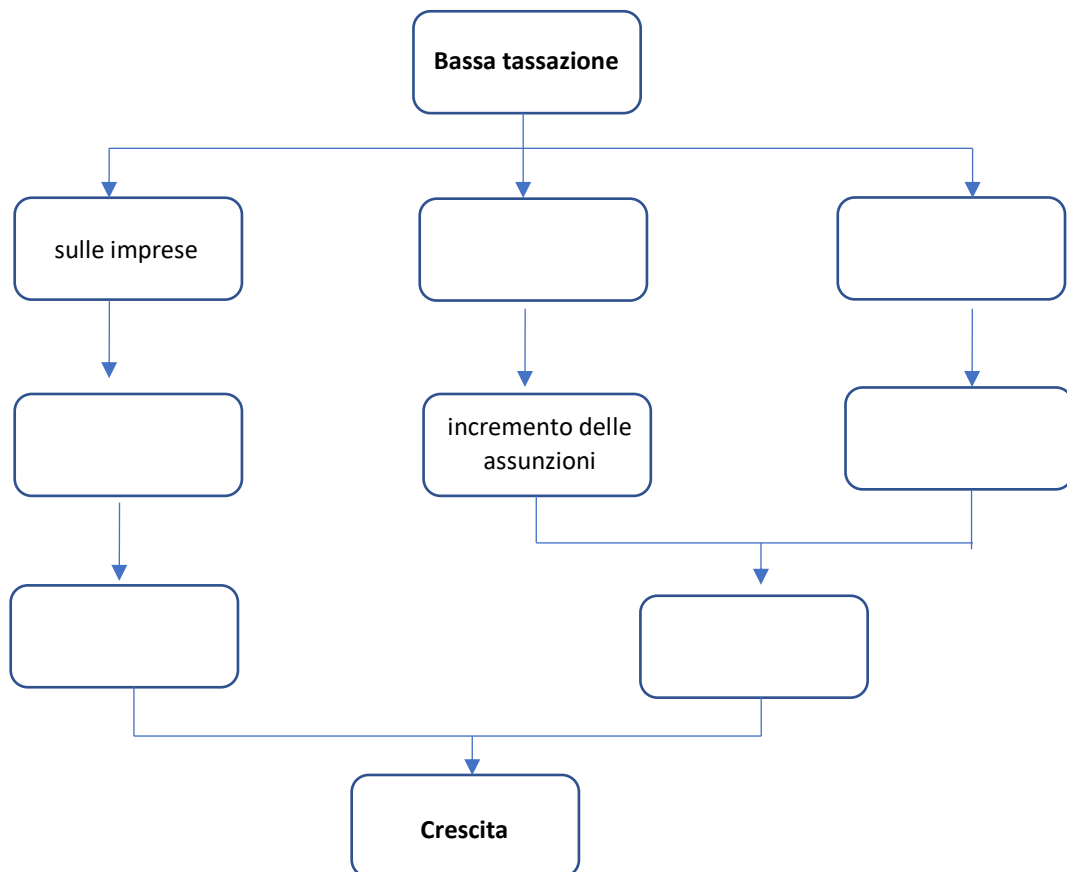 Bassa tassazione
sulle imprese
incremento delle
assunzioni
Crescita